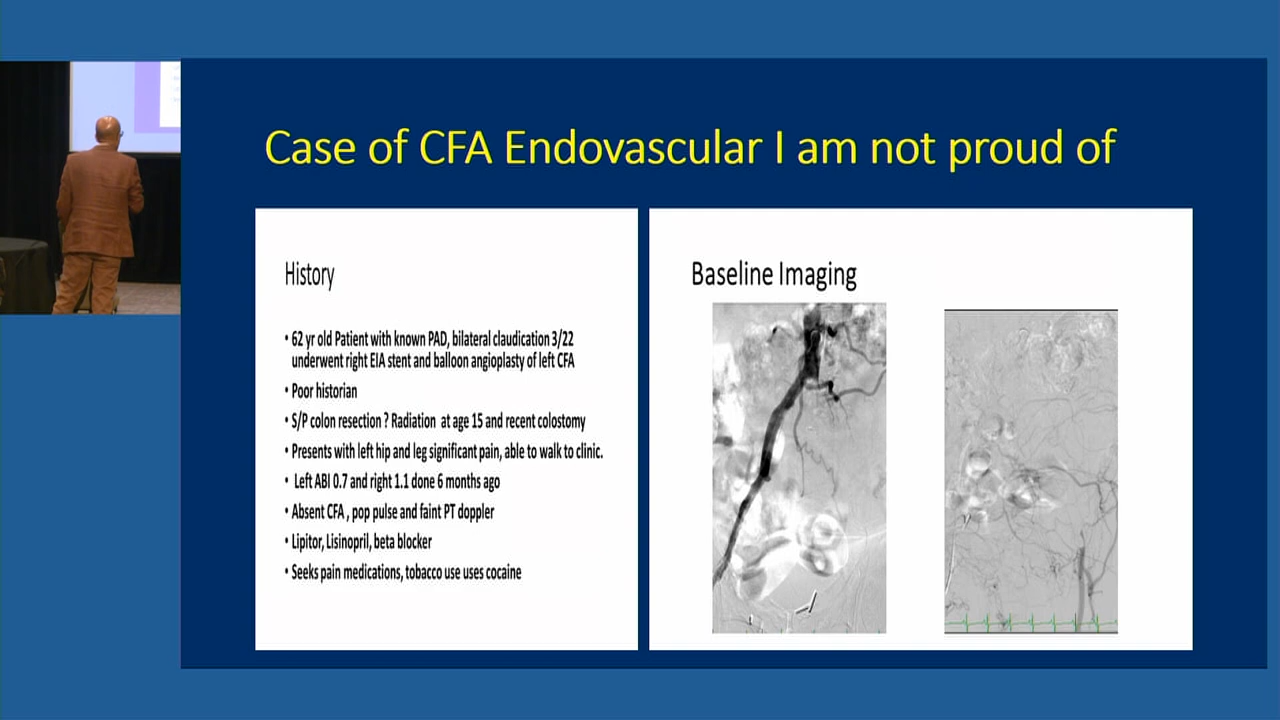 Case of CFA Endovascular I am not proud of
History
• 62 yr old Patient with known PAD, bilateral claudication 3/22
underwent right EIA stent and balloon angioplasty of left CFA
• Poor historian
• S/P colon resection ? Radiation at age 15 and recent colostomy
• Presents with left hip and leg significant pain, able to walk to clinic.
• Left ABI 0.7 and right 1.1 done 6 months ago
• Absent CFA , pop pulse and faint PT doppler
• Lipitor, Lisinopril, beta blocker
• Seeks pain medications, tobacco use uses cocaine
Baseline Imaging